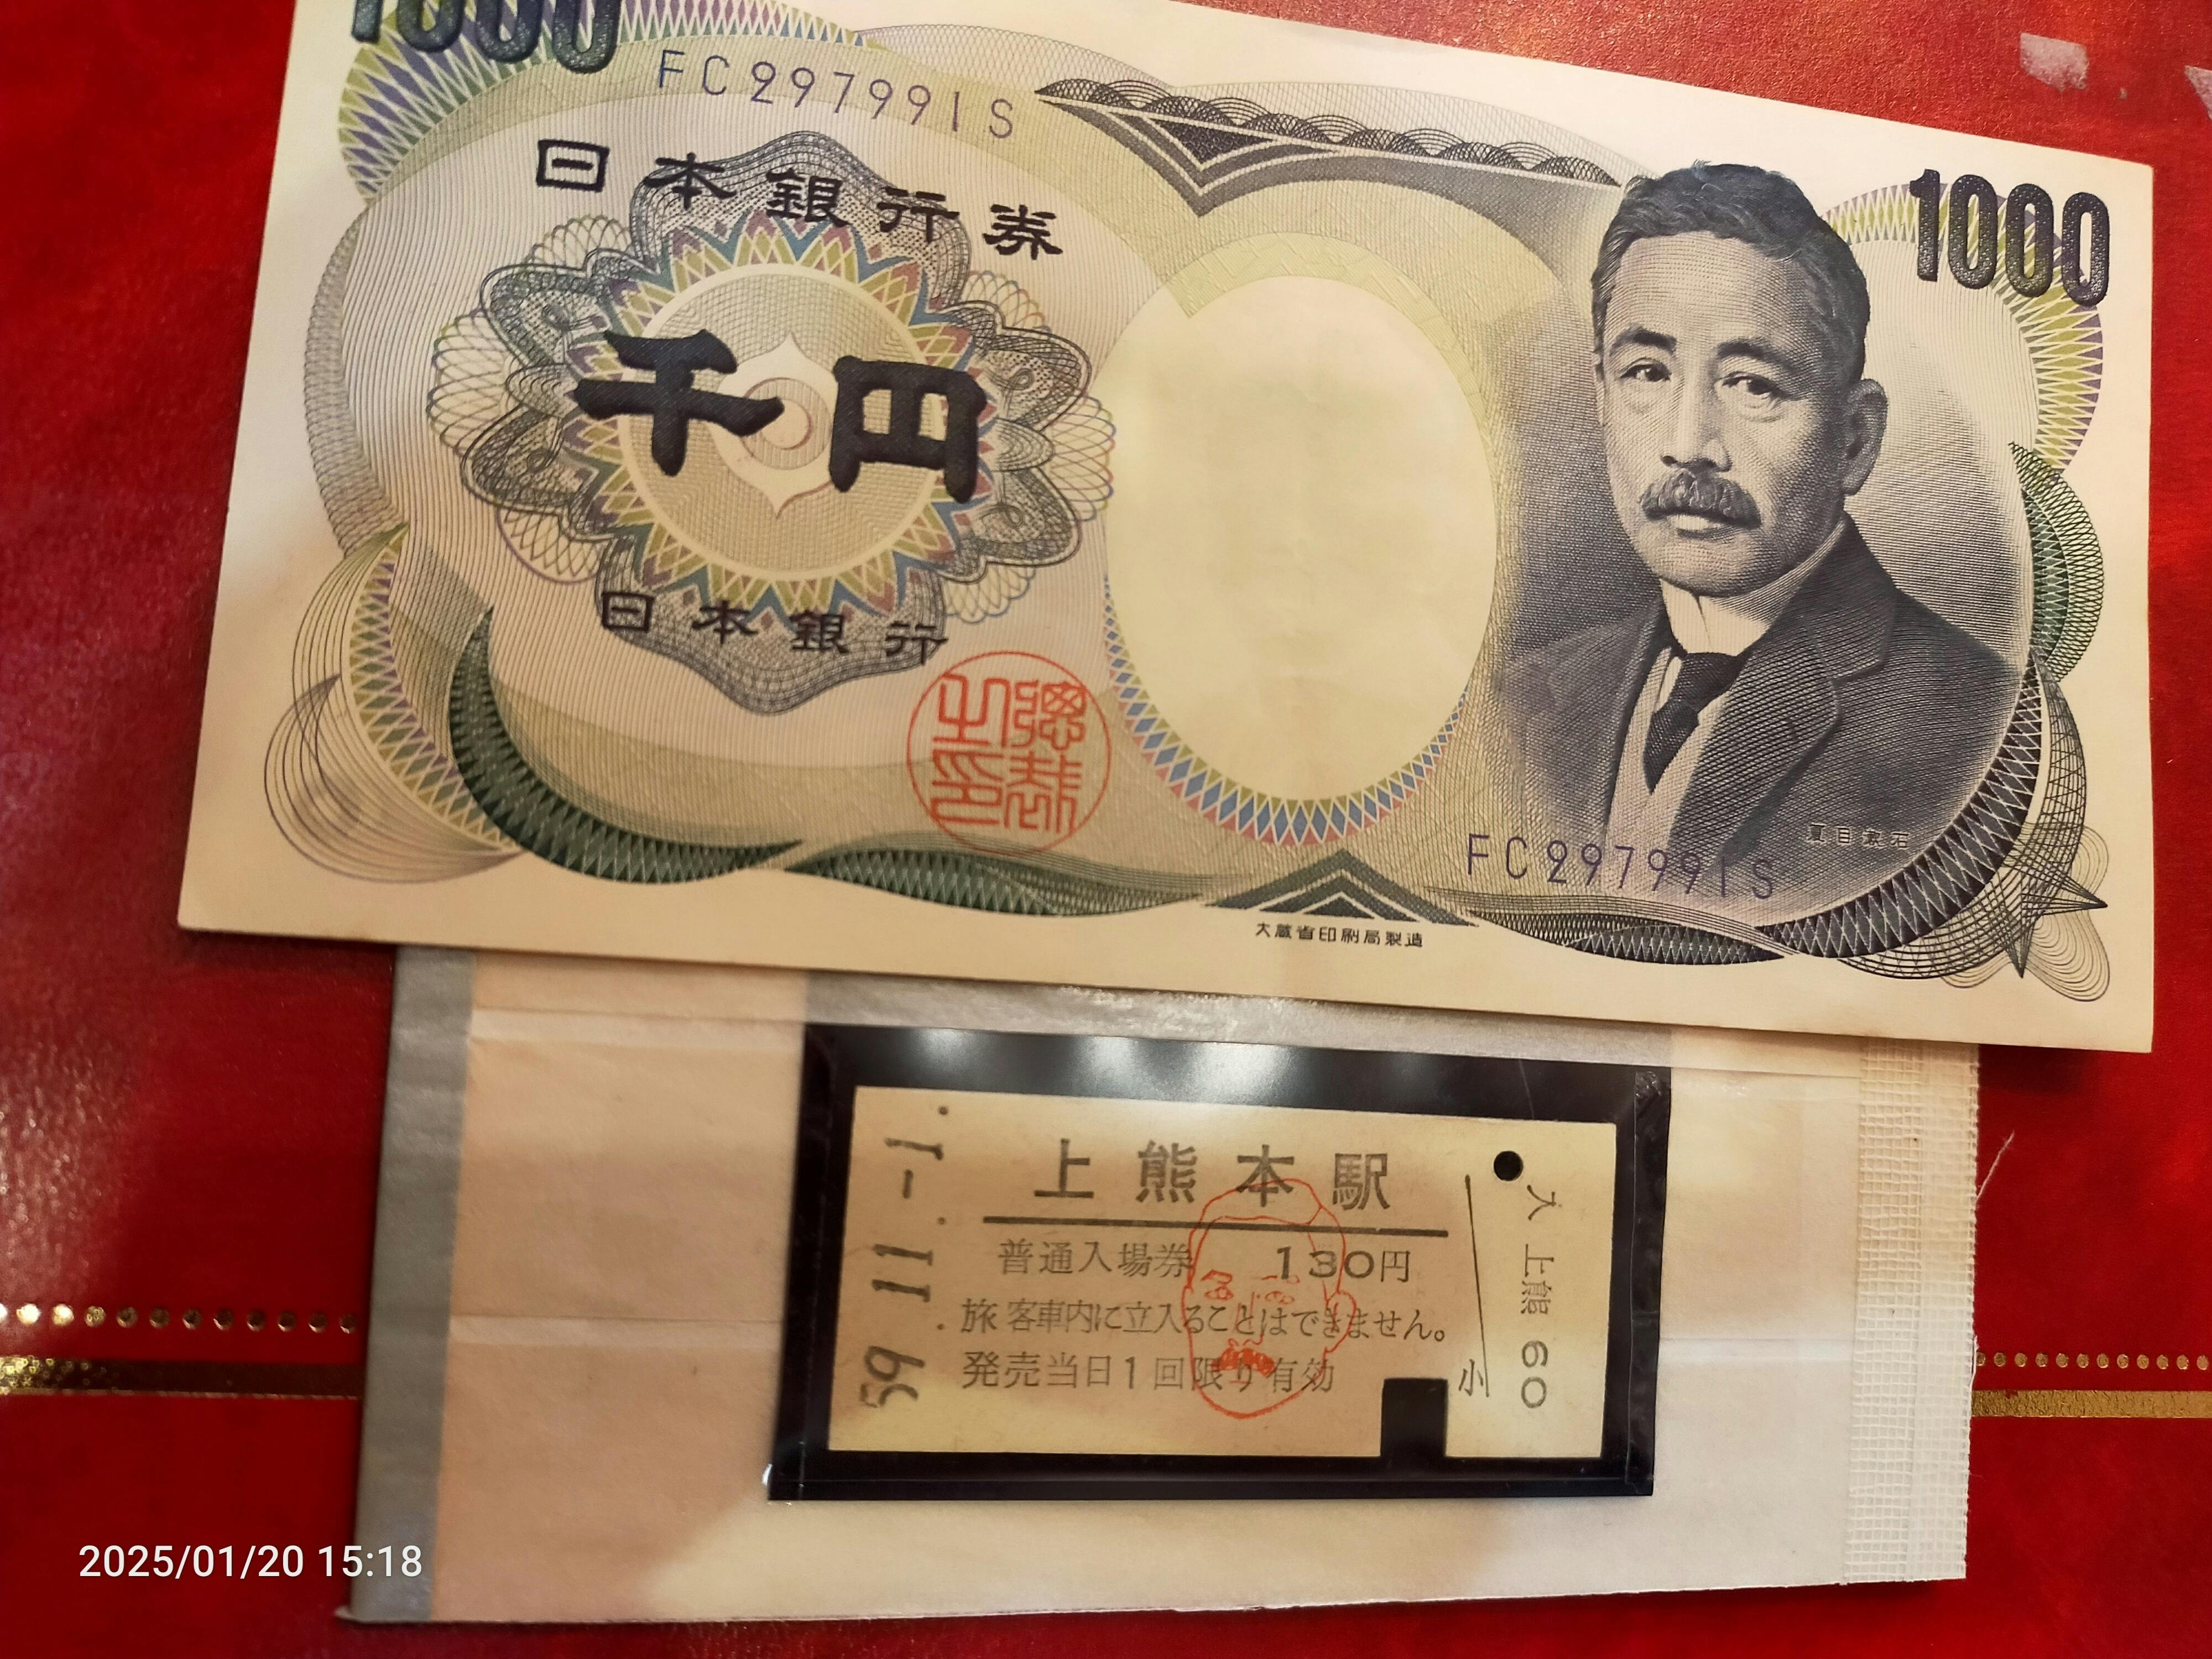 1000
FC297991S
日本銀行券
1000
千円
日本銀行
総裁之印
夏目漱石
FC297991S
大蔵省印刷局製造
59.11.-1.
上熊本駅
普通入場券 130円
旅客車内に立入ることはできません。
発売当日1回限り有効
小
入 上熊 60
2025/01/20 15:18